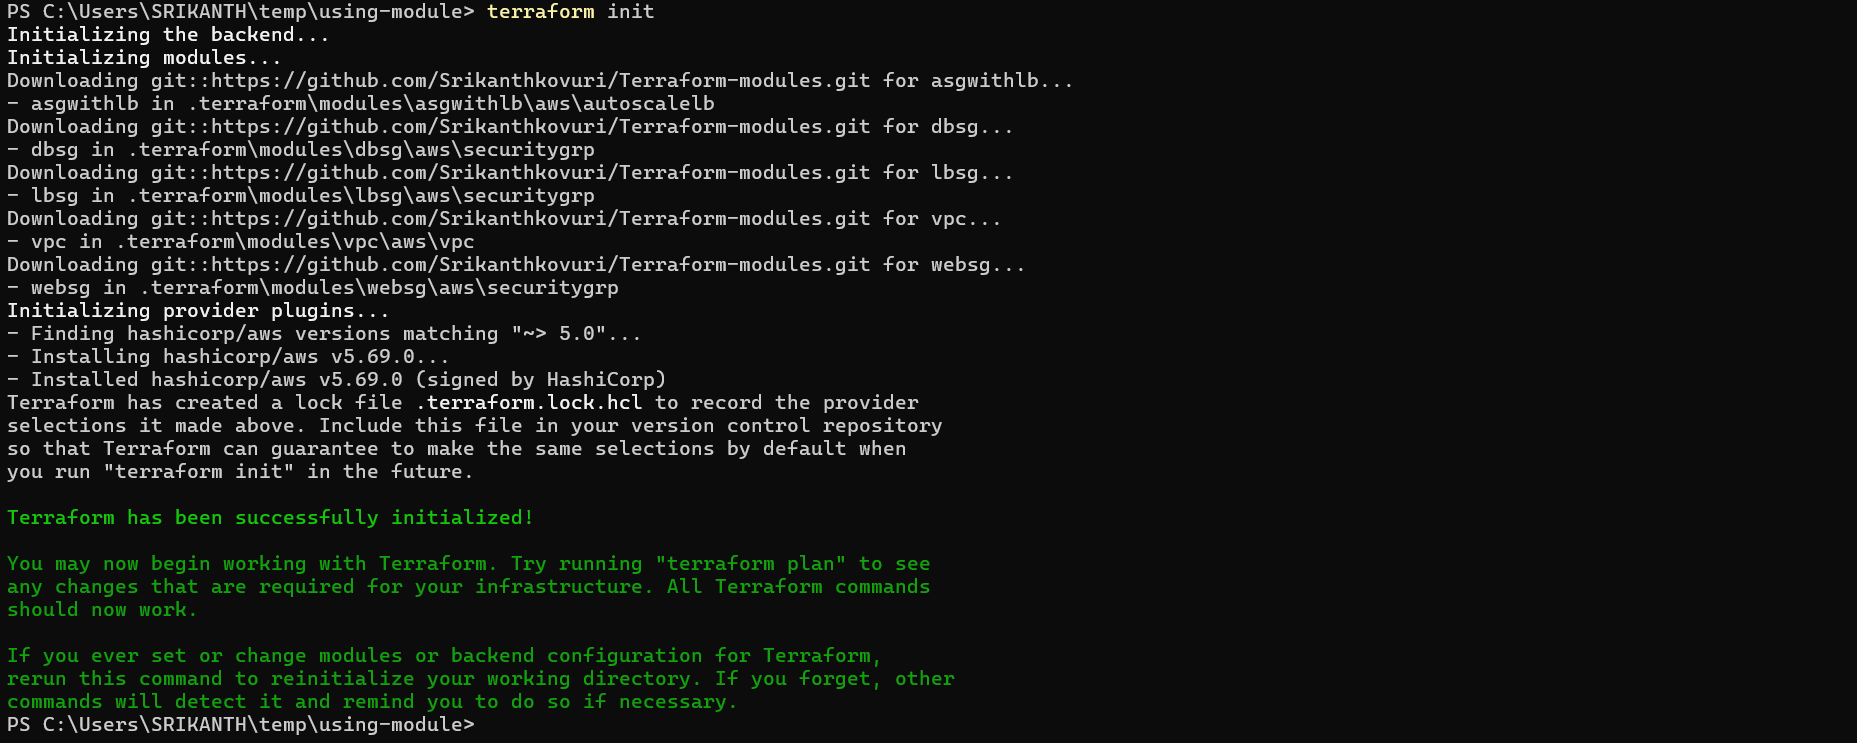 PS C:\Users\SRIKANTH\temp\using-module> terraform init
Initializing the backend...
Initializing modules...
Downloading git::https://github.com/Srikanthkovuri/Terraform-modules.git for asgwithlb...
- asgwithlb in .terraform\modules\asgwithlb\aws\autoscalelb
Downloading git::https://github.com/Srikanthkovuri/Terraform-modules.git for dbsg...
- dbsg in .terraform\modules\dbsg\aws\securitygrp
Downloading git::https://github.com/Srikanthkovuri/Terraform-modules.git for lbsg...
- lbsg in .terraform\modules\lbsg\aws\securitygrp
Downloading git::https://github.com/Srikanthkovuri/Terraform-modules.git for vpc...
- vpc in .terraform\modules\vpc\aws\vpc
Downloading git::https://github.com/Srikanthkovuri/Terraform-modules.git for websg...
- websg in .terraform\modules\websg\aws\securitygrp
Initializing provider plugins...
- Finding hashicorp/aws versions matching "~> 5.0"...
- Installing hashicorp/aws v5.69.0...
- Installed hashicorp/aws v5.69.0 (signed by HashiCorp)
Terraform has created a lock file .terraform.lock.hcl to record the provider
selections it made above. Include this file in your version control repository
so that Terraform can guarantee to make the same selections by default when
you run "terraform init" in the future.
Terraform has been successfully initialized!
You may now begin working with Terraform. Try running "terraform plan" to see
any changes that are required for your infrastructure. All Terraform commands
should now work.
If you ever set or change modules or backend configuration for Terraform,
rerun this command to reinitialize your working directory. If you forget, other
commands will detect it and remind you to do so if necessary.
PS C:\Users\SRIKANTH\temp\using-module>